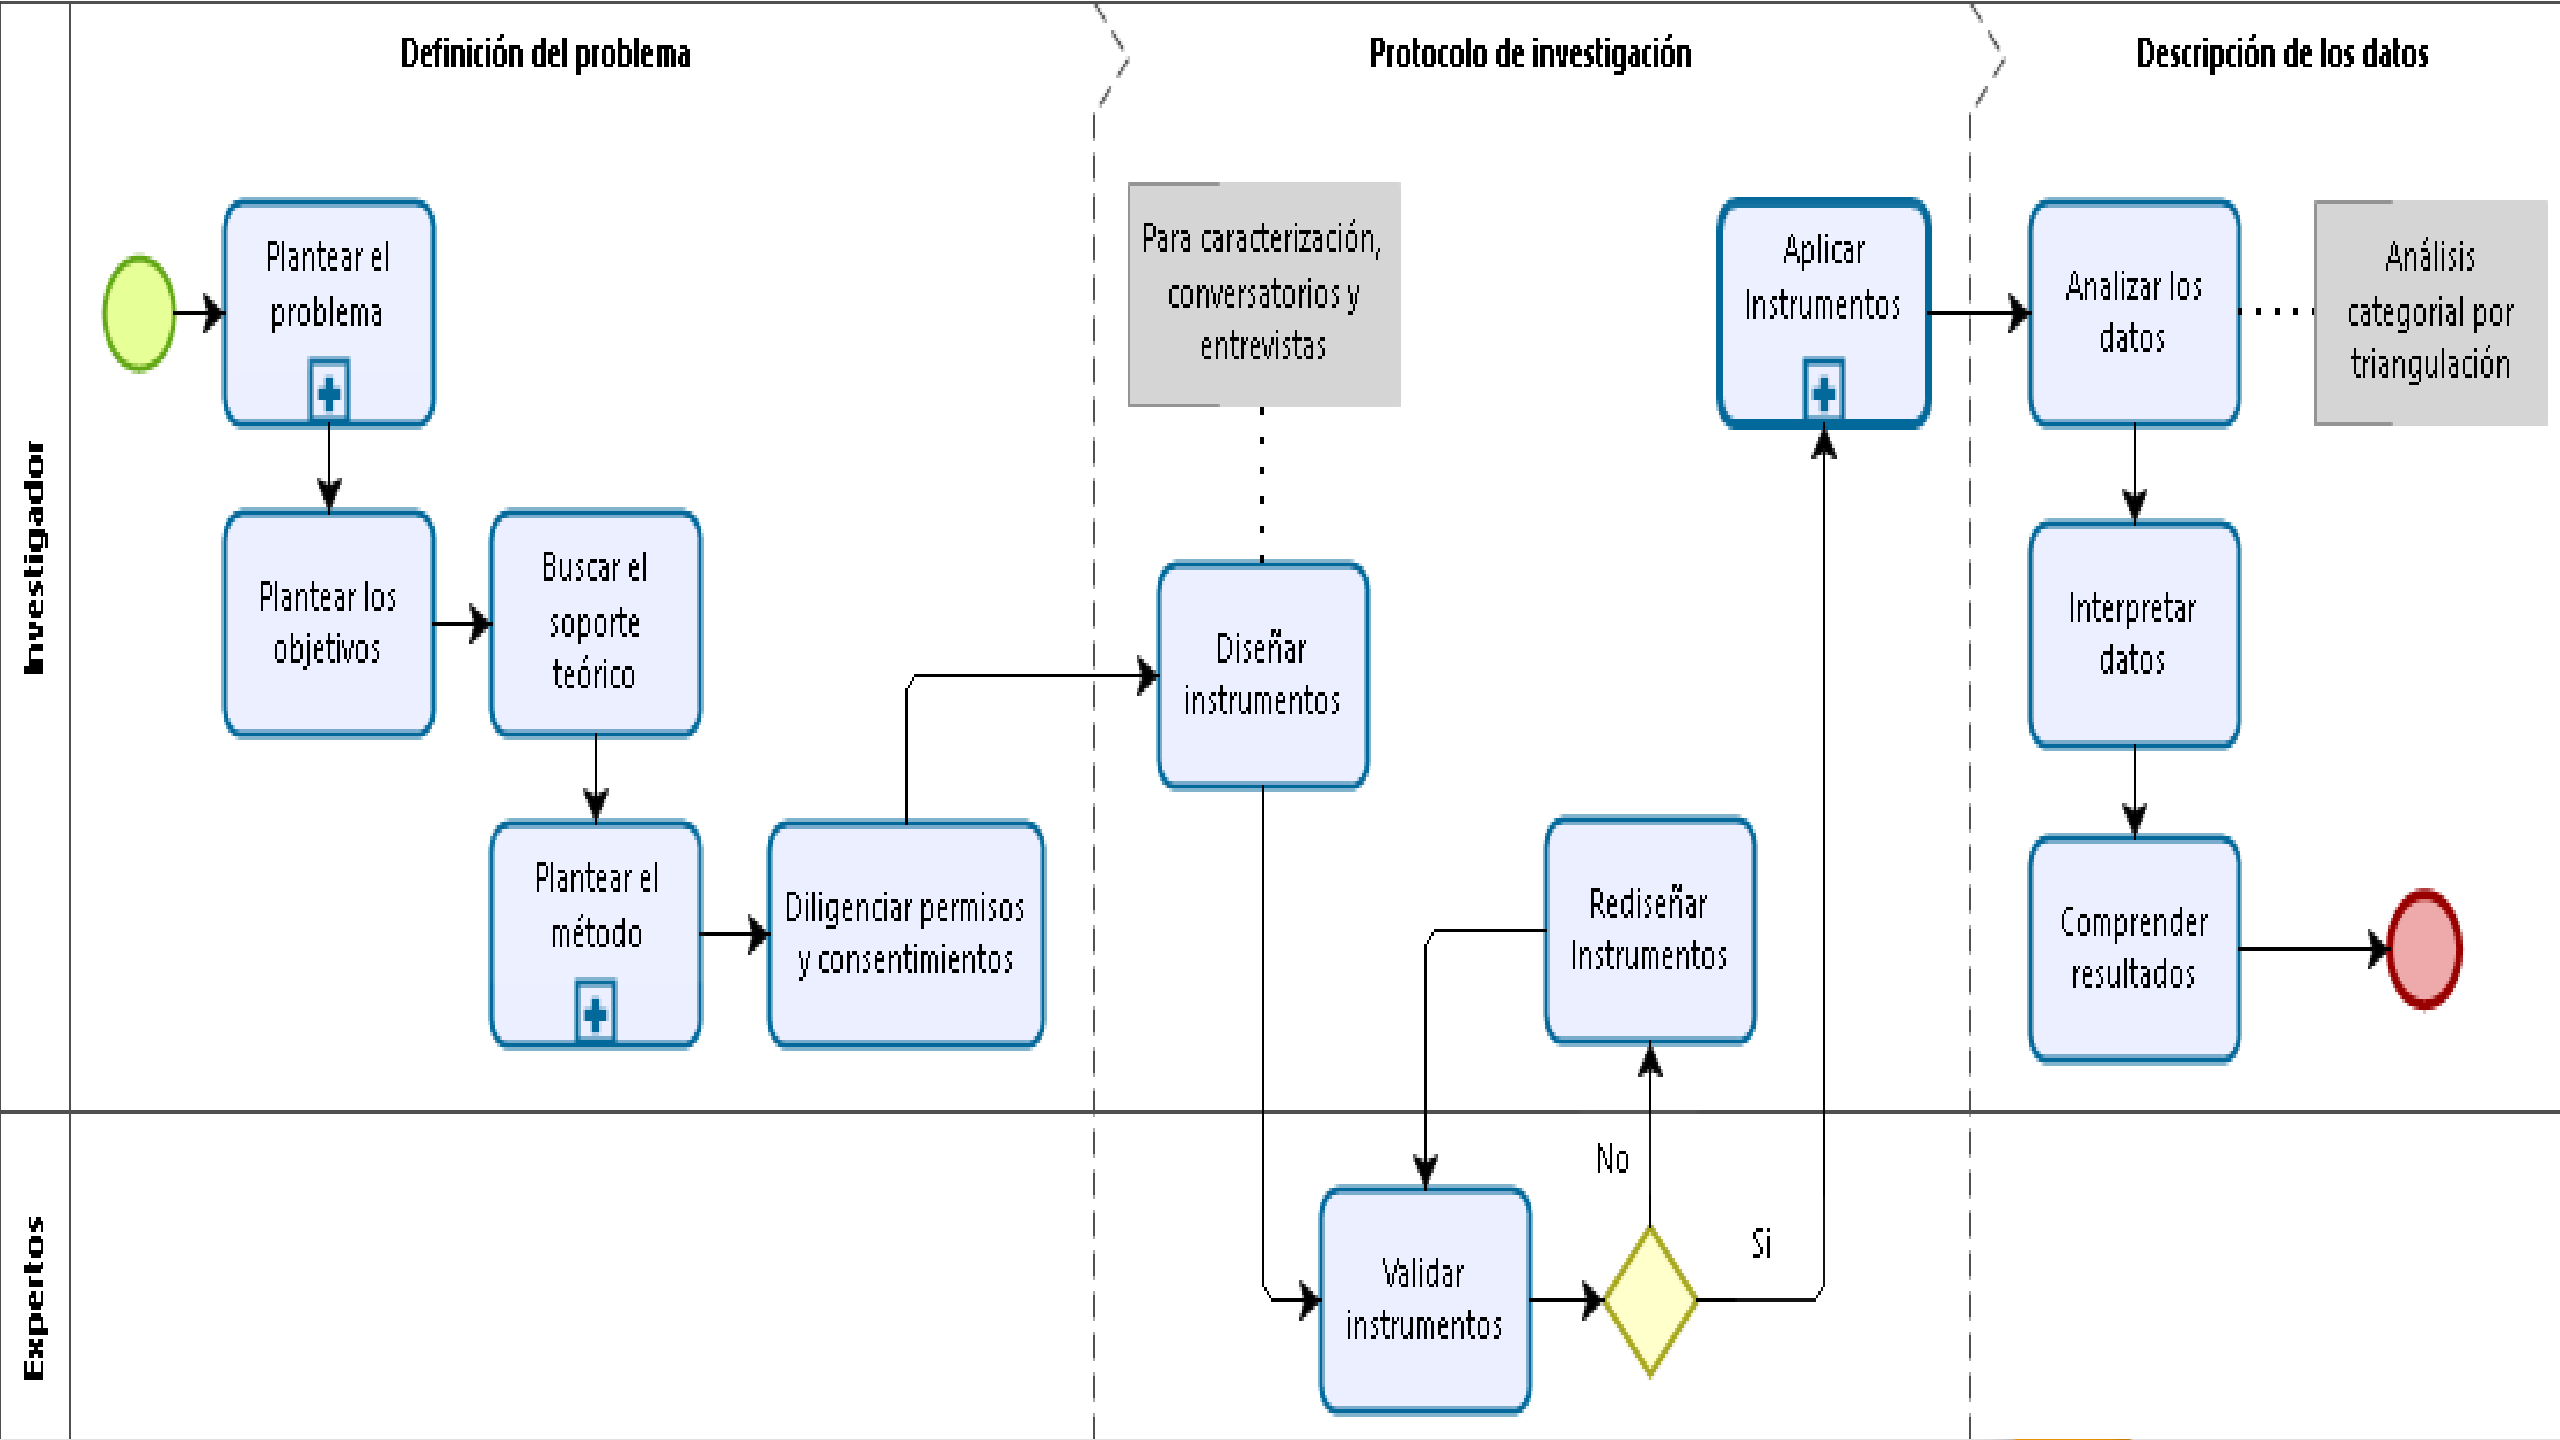 Definición del problema
Protocolo de investigación
Descripción de los datos
Investigador
Plantear el
problema
Plantear los
objetivos
Buscar el
soporte
teórico
Plantear el
método
Diligenciar permisos
y consentimientos
Para caracterización,
conversatorios y
entrevistas
Diseñar
instrumentos
Rediseñar
Instrumentos
Aplicar
Instrumentos
Analizar los
datos
Análisis
categorial por
triangulación
Interpretar
datos
Comprender
resultados
Expertos
Validar
instrumentos
No
Si